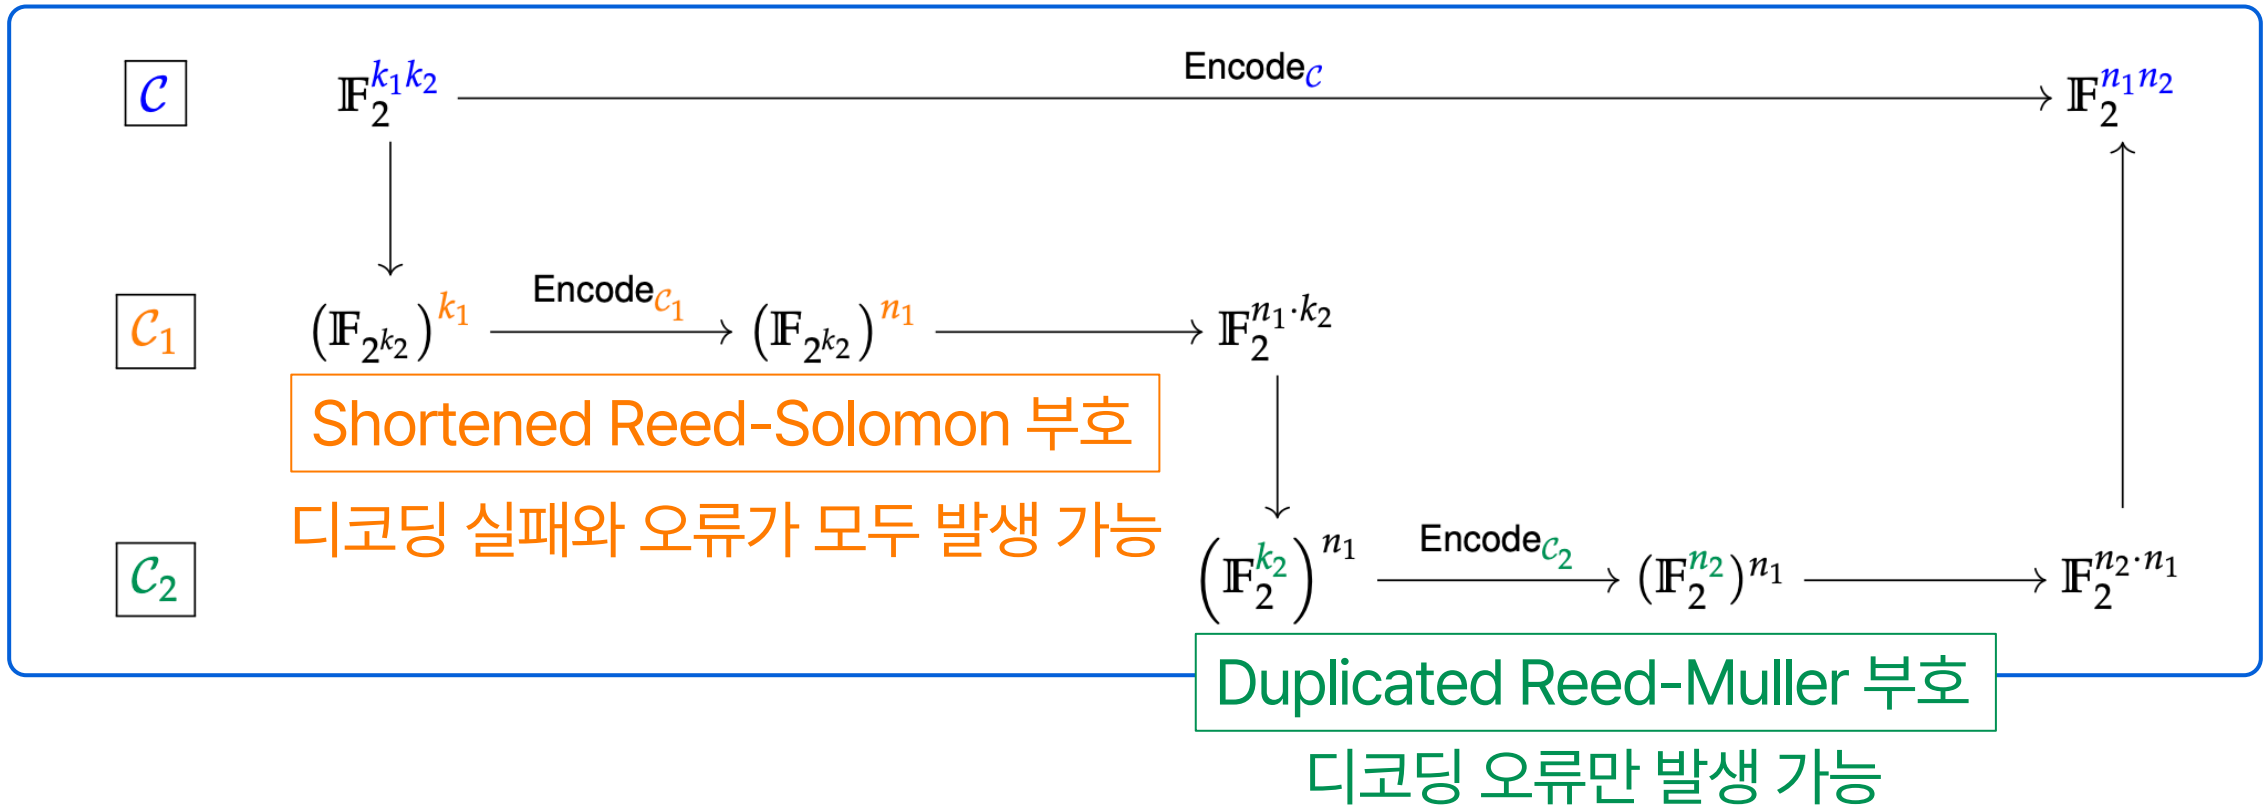 𝒞 𝔽₂^{k₁k₂} Encode_𝒞 𝔽₂^{n₁n₂}
𝒞₁ (𝔽_{2^{k₂}})^{k₁} Encode_{𝒞₁} (𝔽_{2^{k₂}})^{n₁} 𝔽₂^{n₁·k₂}
Shortened Reed-Solomon 부호
디코딩 실패와 오류가 모두 발생 가능
𝒞₂ (𝔽₂^{k₂})^{n₁} Encode_{𝒞₂} (𝔽₂^{n₂})^{n₁} 𝔽₂^{n₂·n₁}
Duplicated Reed-Muller 부호
디코딩 오류만 발생 가능